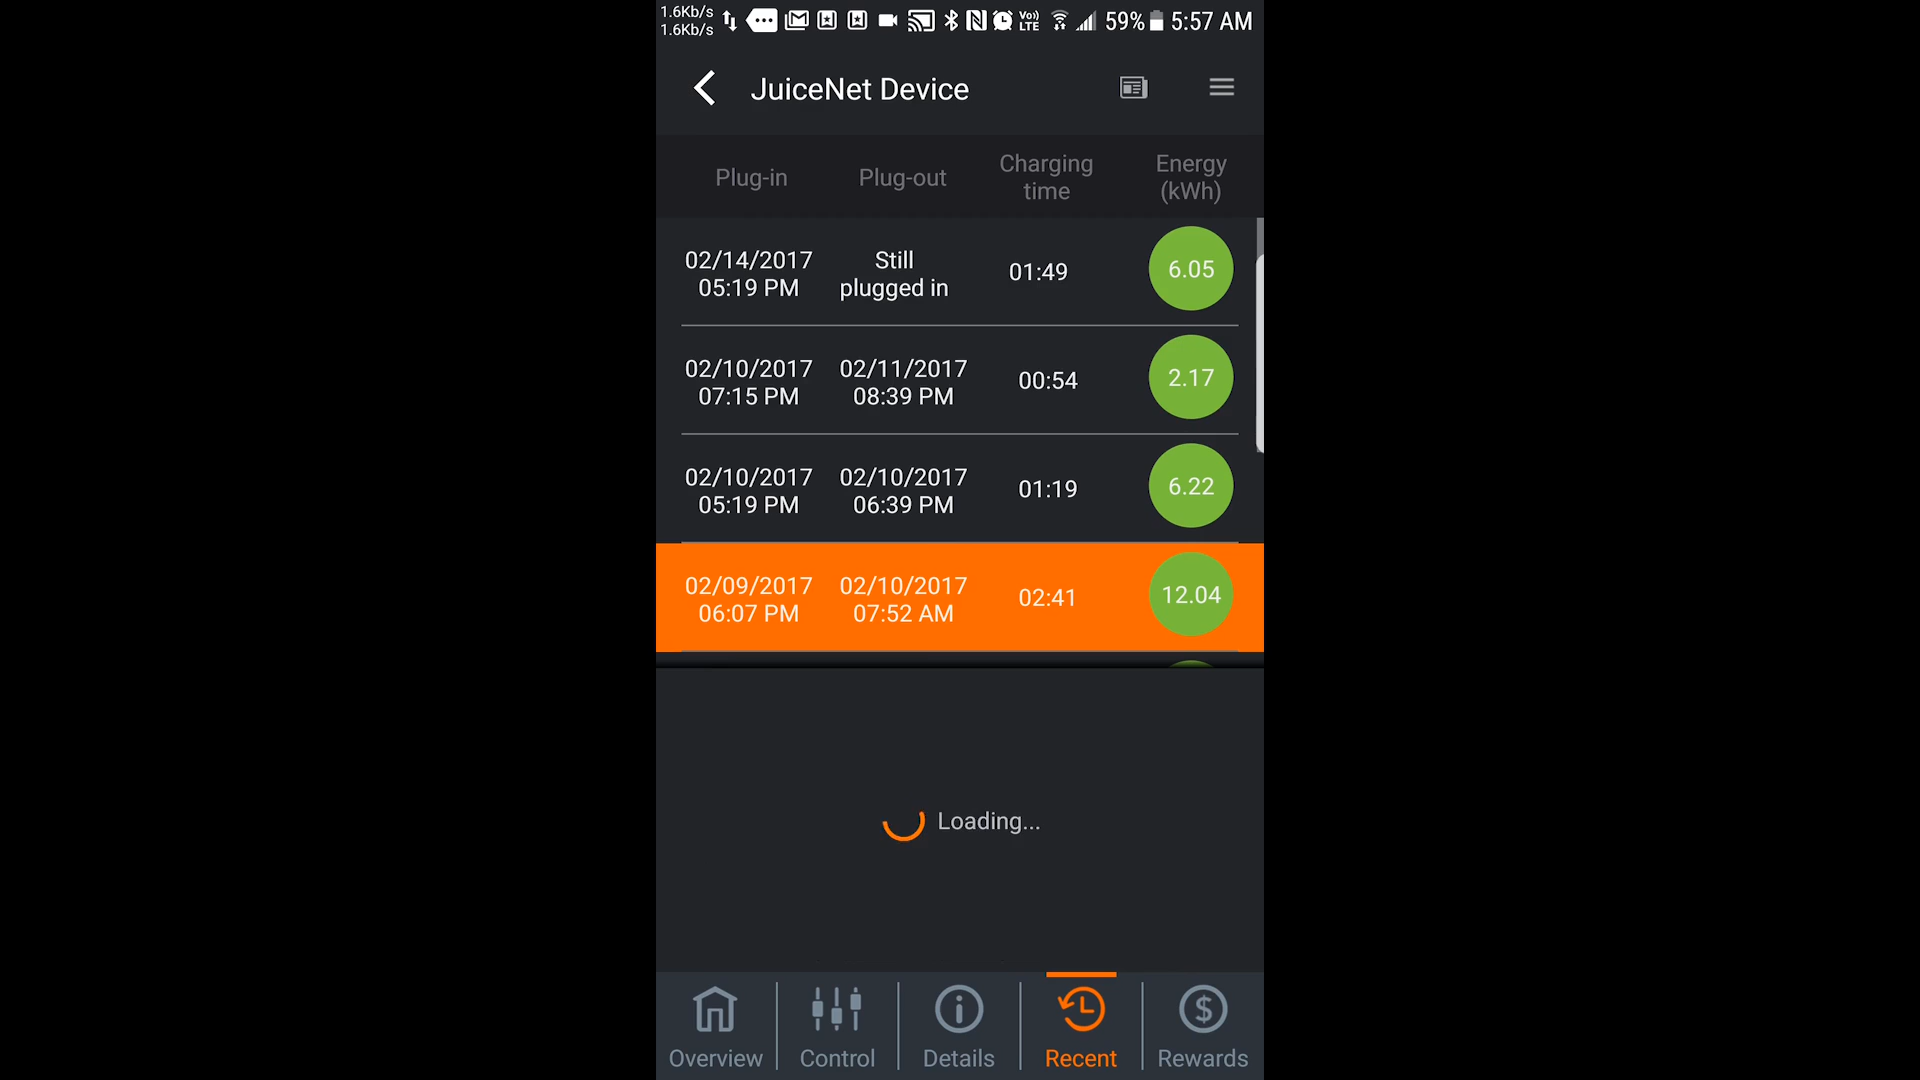 1.6Kb/s
1.6Kb/s
Vo)) LTE 59% 5:57 AM
JuiceNet Device
Plug-in Plug-out Charging time Energy (kWh)
02/14/2017 05:19 PM Still plugged in 01:49 6.05
02/10/2017 07:15 PM 02/11/2017 08:39 PM 00:54 2.17
02/10/2017 05:19 PM 02/10/2017 06:39 PM 01:19 6.22
02/09/2017 06:07 PM 02/10/2017 07:52 AM 02:41 12.04
Loading...
Overview Control Details Recent Rewards